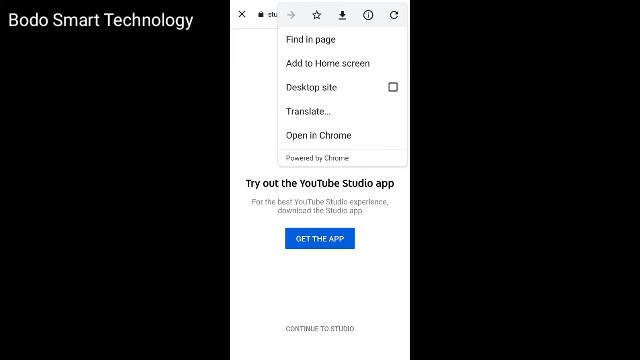 Bodo Smart Technology
stu
Find in page
Add to Home screen
Desktop site
Translate...
Open in Chrome
Powered by Chrome
Try out the YouTube Studio app
For the best YouTube Studio experience,
download the Studio app
GET THE APP
CONTINUE TO STUDIO